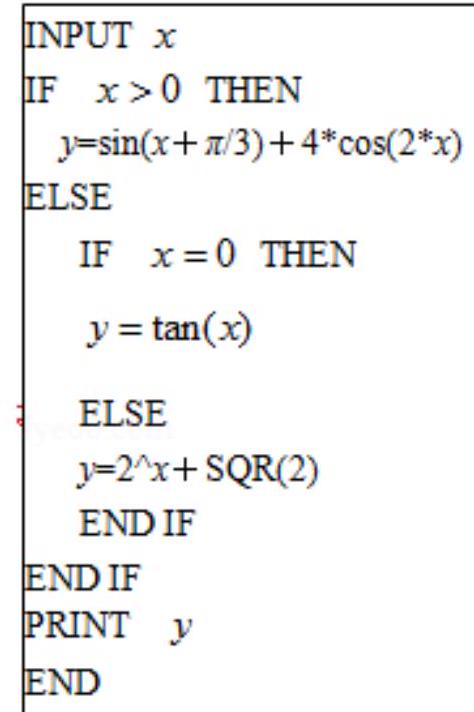 INPUT x
IF x > 0 THEN
y=sin(x+ π/3)+4*cos(2*x)
ELSE
IF x = 0 THEN
y = tan(x)
ELSE
y=2^x+ SQR(2)
END IF
END IF
PRINT y
END